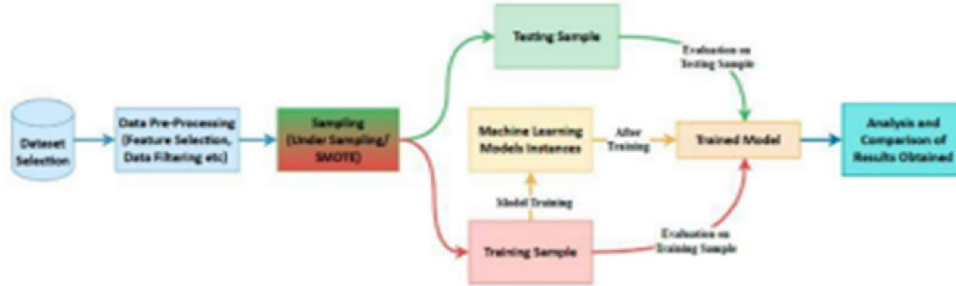 Dataset
Selection
Data Pre-Processing
(Feature Selection,
Data Filtering etc)
Sampling
(Under Sampling/
SMOTE)
Testing Sample
Evaluation on
Testing Sample
Machine Learning
Models Instances
After
Training
Trained Model
Analysis and
Comparison of
Results Obtained
Model Training
Training Sample
Evaluation on
Training Sample